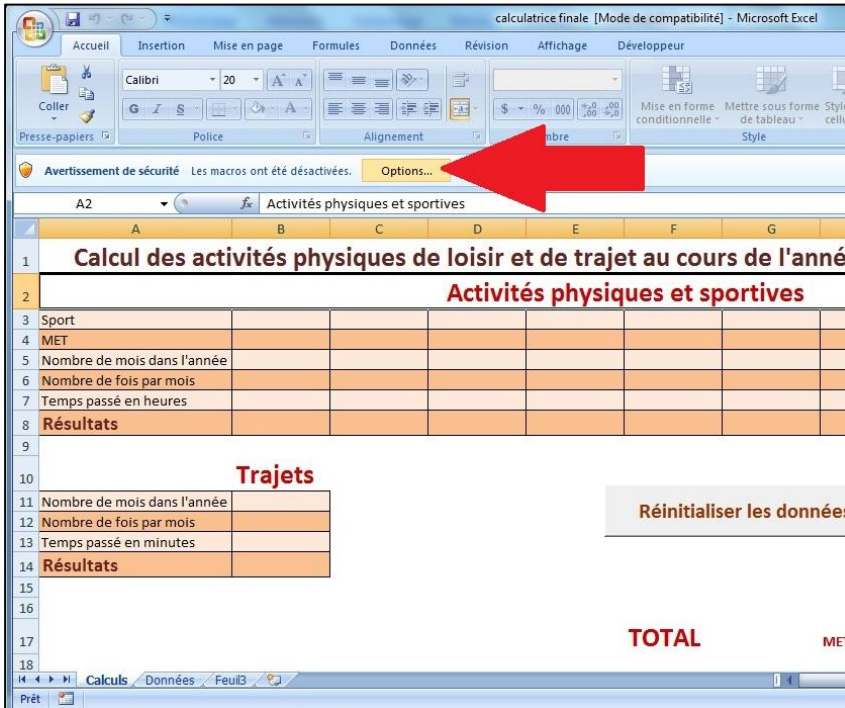 calculatrice finale [Mode de compatibilité] - Microsoft Excel
Accueil Insertion Mise en page Formules Données Révision Affichage Développeur
Calibri 20 A A
Coller
G I S A $ % 000
Mise en forme conditionnelle
Mettre sous forme de tableau
Presse-papiers Police Alignement Style
Avertissement de sécurité Les macros ont été désactivées. Options...
A2 fx Activités physiques et sportives
A B C D E F G
1 Calcul des activités physiques de loisir et de trajet au cours de l'anné
2 Activités physiques et sportives
3 Sport
4 MET
5 Nombre de mois dans l'année
6 Nombre de fois par mois
7 Temps passé en heures
8 Résultats
9
10 Trajets
11 Nombre de mois dans l'année
12 Nombre de fois par mois
13 Temps passé en minutes
14 Résultats
Réinitialiser les données
15
16
17 TOTAL MET
18
Calculs Données Feuil3
Prêt